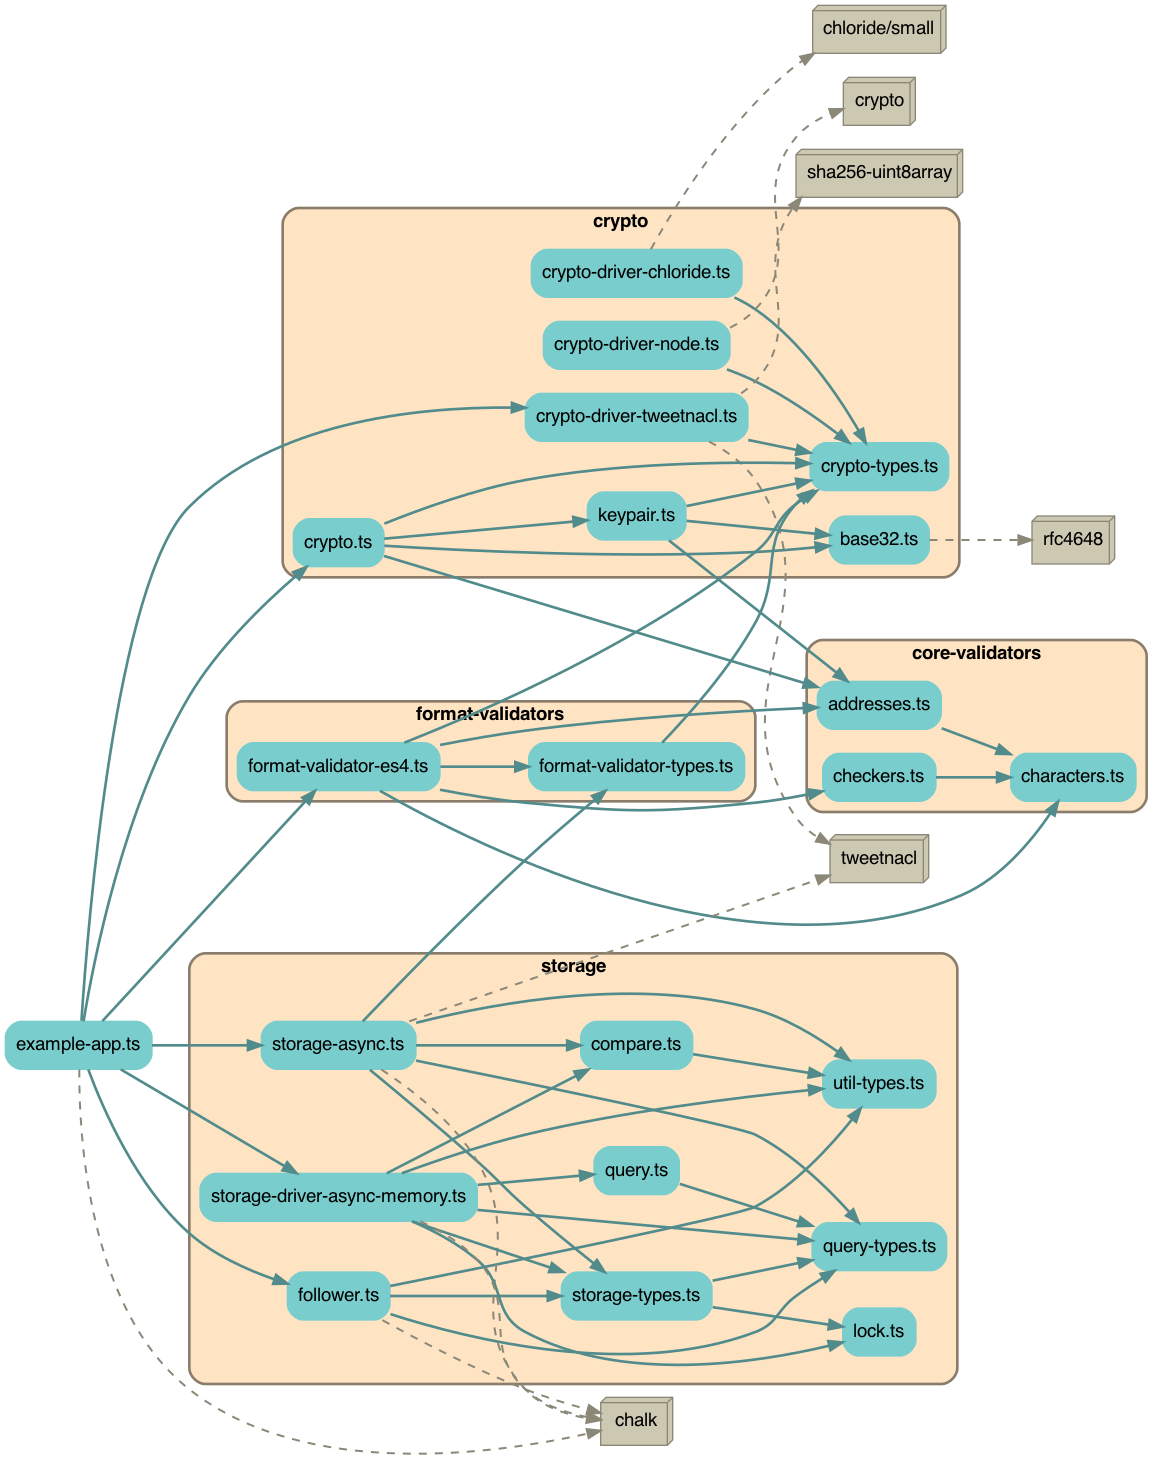 chloride/small
crypto
sha256-uint8array
crypto
crypto-driver-chloride.ts
crypto-driver-node.ts
crypto-driver-tweetnacl.ts
crypto-types.ts
keypair.ts
crypto.ts
base32.ts
rfc4648
core-validators
addresses.ts
format-validators
format-validator-es4.ts
format-validator-types.ts
checkers.ts
characters.ts
tweetnacl
storage
example-app.ts
storage-async.ts
compare.ts
util-types.ts
query.ts
storage-driver-async-memory.ts
query-types.ts
follower.ts
storage-types.ts
lock.ts
chalk